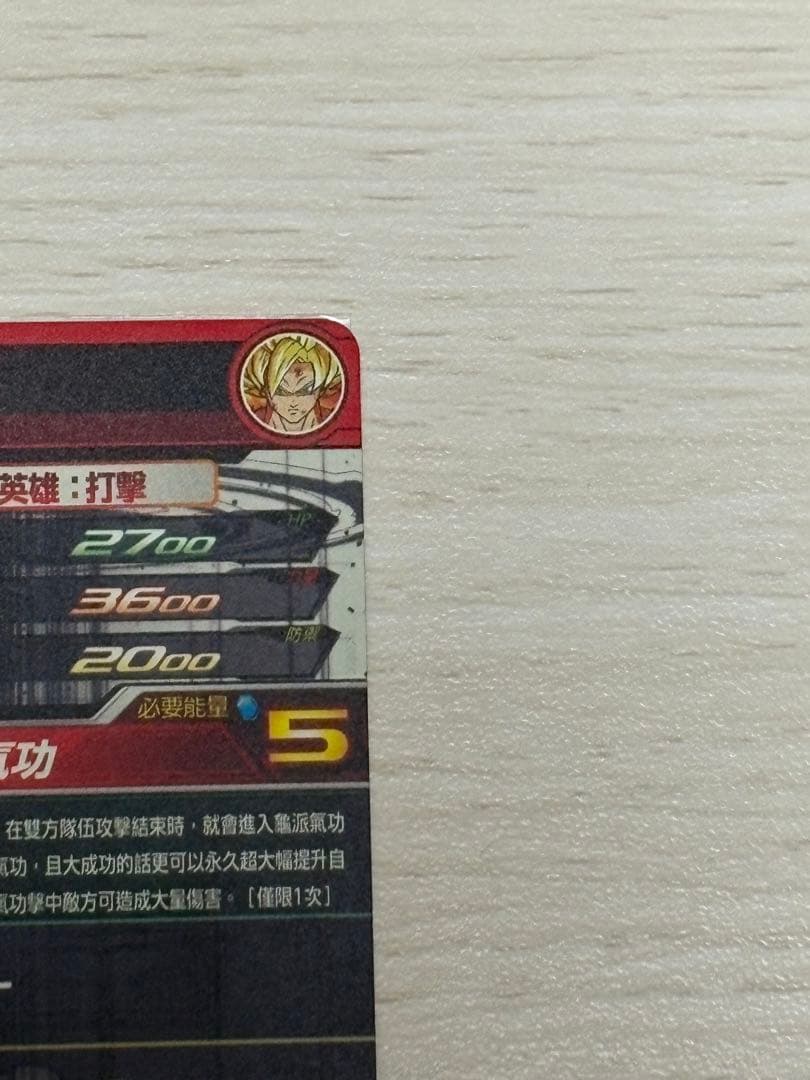 英雄：打擊
HP
2700
力量
3600
防禦
2000
必要能量
5
氣功
在雙方隊伍攻擊結束時，就會進入龜派氣功
氣功，且大成功的話更可以永久超大幅提升自
氣功擊中敵方可造成大量傷害。［僅限1次］